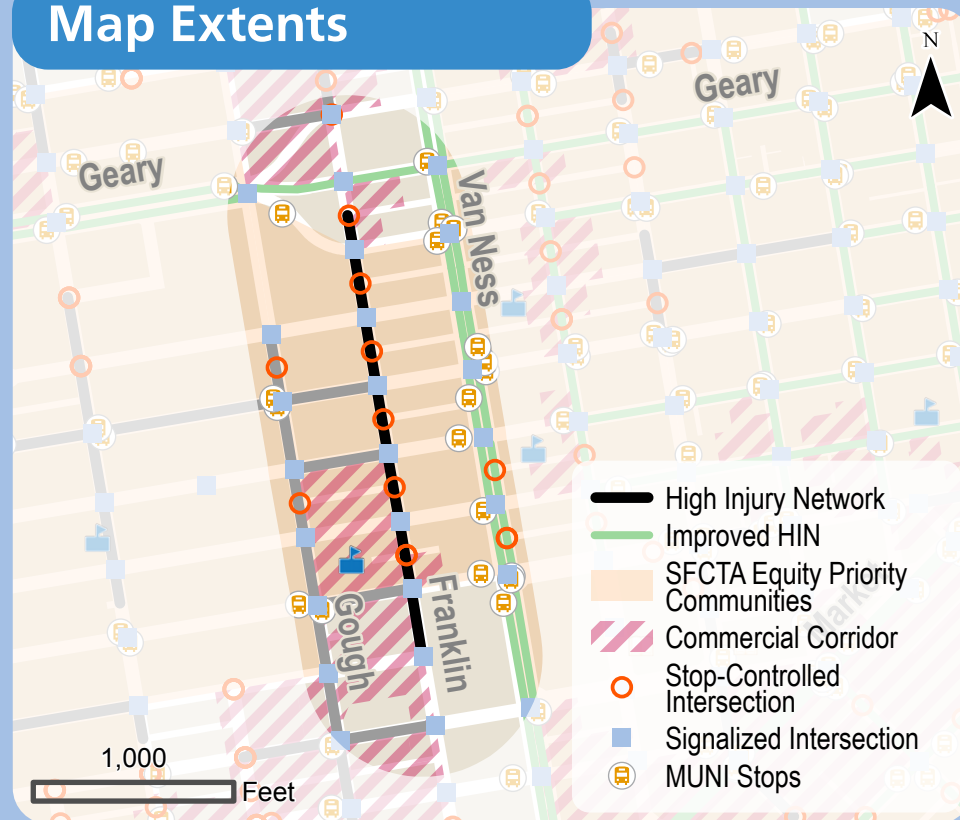 Map Extents
N
Geary
Geary
Van Ness
Franklin
Gough
Market
High Injury Network
Improved HIN
SFCTA Equity Priority
Communities
Commercial Corridor
Stop-Controlled
Intersection
Signalized Intersection
MUNI Stops
1,000
Feet